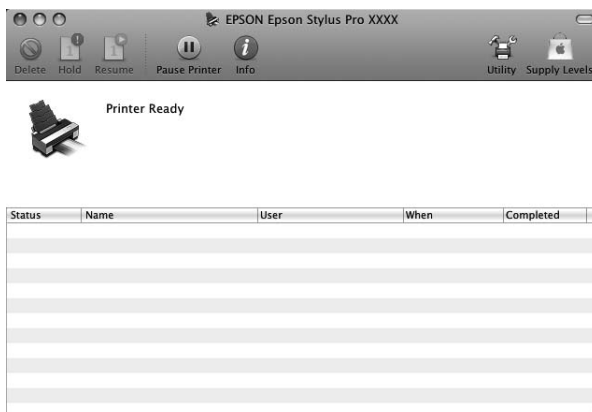 EPSON Epson Stylus Pro XXXX
Delete Hold Resume Pause Printer Info Utility Supply Levels
Printer Ready
Status Name User When Completed